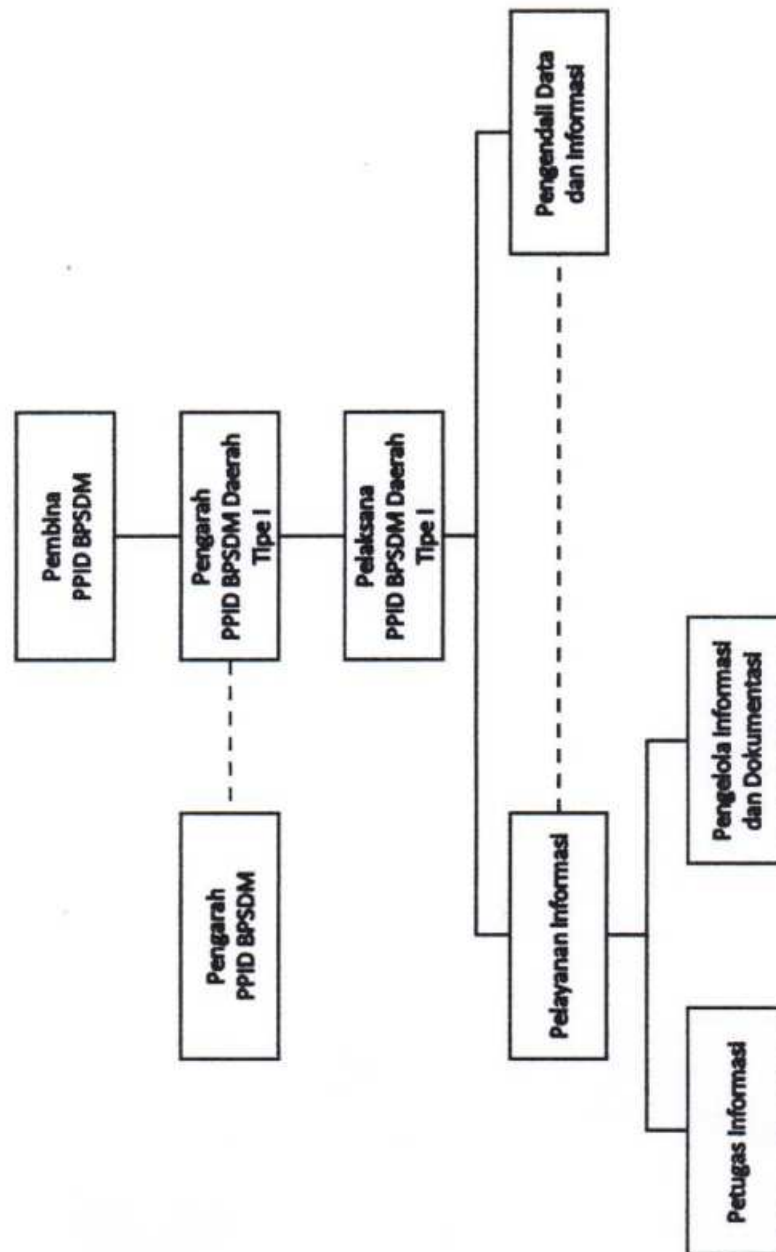 Pembina
PPID BPSDM
Pengarah
PPID BPSDM
Pengarah
PPID BPSDM Daerah
Tipe I
Pelaksana
PPID BPSDM Daerah
Tipe I
Pelayanan Informasi
Pengendali Data
dan Informasi
Petugas Informasi
Pengelola Informasi
dan Dokumentasi